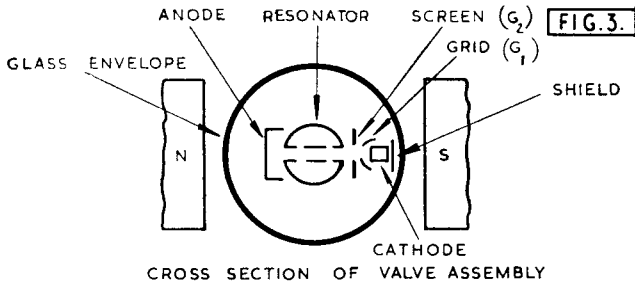 ANODE RESONATOR SCREEN (G2) FIG.3.
GRID (G1)
GLASS ENVELOPE
SHIELD
N S
CATHODE
CROSS SECTION OF VALVE ASSEMBLY